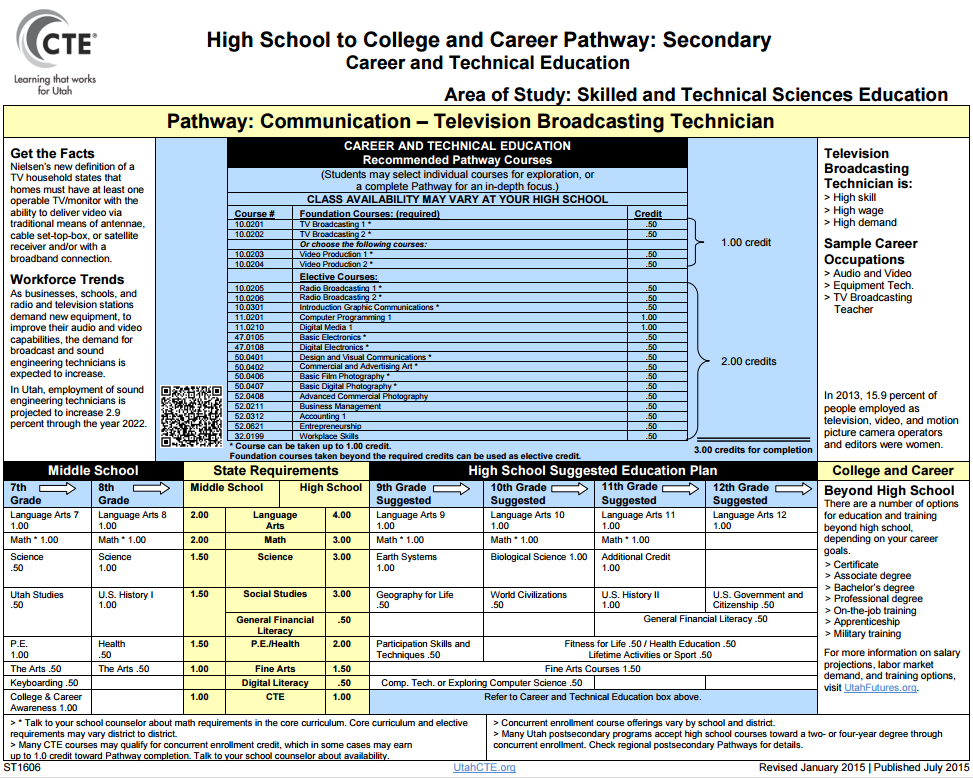 CTE®
Learning that works
for Utah
High School to College and Career Pathway: Secondary
Career and Technical Education
Area of Study: Skilled and Technical Sciences Education
Pathway: Communication – Television Broadcasting Technician
Get the Facts
Nielsen's new definition of a
TV household states that
homes must have at least one
operable TV/monitor with the
ability to deliver video via
traditional means of antennae,
cable set-top-box, or satellite
receiver and/or with a
broadband connection.
Workforce Trends
As businesses, schools, and
radio and television stations
demand new equipment, to
improve their audio and video
capabilities, the demand for
broadcast and sound
engineering technicians is
expected to increase.
In Utah, employment of sound
engineering technicians is
projected to increase 2.9
percent through the year 2022.
CAREER AND TECHNICAL EDUCATION
Recommended Pathway Courses
(Students may select individual courses for exploration, or
a complete Pathway for an in-depth focus.)
CLASS AVAILABILITY MAY VARY AT YOUR HIGH SCHOOL
Course # Foundation Courses: (required) Credit
10.0201 TV Broadcasting 1 * .50
10.0202 TV Broadcasting 2 * .50
Or choose the following courses:
10.0203 Video Production 1 * .50
10.0204 Video Production 2 * .50
1.00 credit
Elective Courses:
10.0205 Radio Broadcasting 1 * .50
10.0206 Radio Broadcasting 2 * .50
10.0301 Introduction Graphic Communications * .50
11.0201 Computer Programming 1 1.00
11.0210 Digital Media 1 1.00
47.0105 Basic Electronics * .50
47.0108 Digital Electronics * .50
50.0401 Design and Visual Communications * .50
50.0402 Commercial and Advertising Art * .50
50.0406 Basic Film Photography * .50
50.0407 Basic Digital Photography * .50
52.0408 Advanced Commercial Photography .50
52.0211 Business Management .50
52.0312 Accounting 1 .50
52.0621 Entrepreneurship .50
32.0199 Workplace Skills .50
2.00 credits
* Course can be taken up to 1.00 credit.
Foundation courses taken beyond the required credits can be used as elective credit.
3.00 credits for completion
Television
Broadcasting
Technician is:
> High skill
> High wage
> High demand
Sample Career
Occupations
> Audio and Video
> Equipment Tech.
> TV Broadcasting
Teacher
In 2013, 15.9 percent of
people employed as
television, video, and motion
picture camera operators
and editors were women.
Middle School State Requirements High School Suggested Education Plan College and Career
7th Grade 8th Grade Middle School High School 9th Grade Suggested 10th Grade Suggested 11th Grade Suggested 12th Grade Suggested
Language Arts 7 1.00 Language Arts 8 1.00 2.00 Language Arts 4.00 Language Arts 9 1.00 Language Arts 10 1.00 Language Arts 11 1.00 Language Arts 12 1.00
Math * 1.00 Math * 1.00 2.00 Math 3.00 Math * 1.00 Math * 1.00 Math * 1.00
Science .50 Science 1.00 1.50 Science 3.00 Earth Systems 1.00 Biological Science 1.00 Additional Credit 1.00
Utah Studies .50 U.S. History I 1.00 1.50 Social Studies 3.00 Geography for Life .50 World Civilizations .50 U.S. History II 1.00 U.S. Government and Citizenship .50
General Financial Literacy .50 General Financial Literacy .50
P.E. 1.00 Health .50 1.50 P.E./Health 2.00 Participation Skills and Techniques .50 Fitness for Life .50 / Health Education .50 Lifetime Activities or Sport .50
The Arts .50 The Arts .50 1.00 Fine Arts 1.50 Fine Arts Courses 1.50
Keyboarding .50 Digital Literacy .50 Comp. Tech. or Exploring Computer Science .50
College & Career Awareness 1.00 1.00 CTE 1.00 Refer to Career and Technical Education box above.
Beyond High School
There are a number of options
for education and training
beyond high school,
depending on your career
goals.
> Certificate
> Associate degree
> Bachelor's degree
> Professional degree
> On-the-job training
> Apprenticeship
> Military training
For more information on salary
projections, labor market
demand, and training options,
visit UtahFutures.org.
> * Talk to your school counselor about math requirements in the core curriculum. Core curriculum and elective
requirements may vary district to district.
> Many CTE courses may qualify for concurrent enrollment credit, which in some cases may earn
up to 1.0 credit toward Pathway completion. Talk to your school counselor about availability.
> Concurrent enrollment course offerings vary by school and district.
> Many Utah postsecondary programs accept high school courses toward a two- or four-year degree through
concurrent enrollment. Check regional postsecondary Pathways for details.
ST1606
UtahCTE.org
Revised January 2015 | Published July 2015